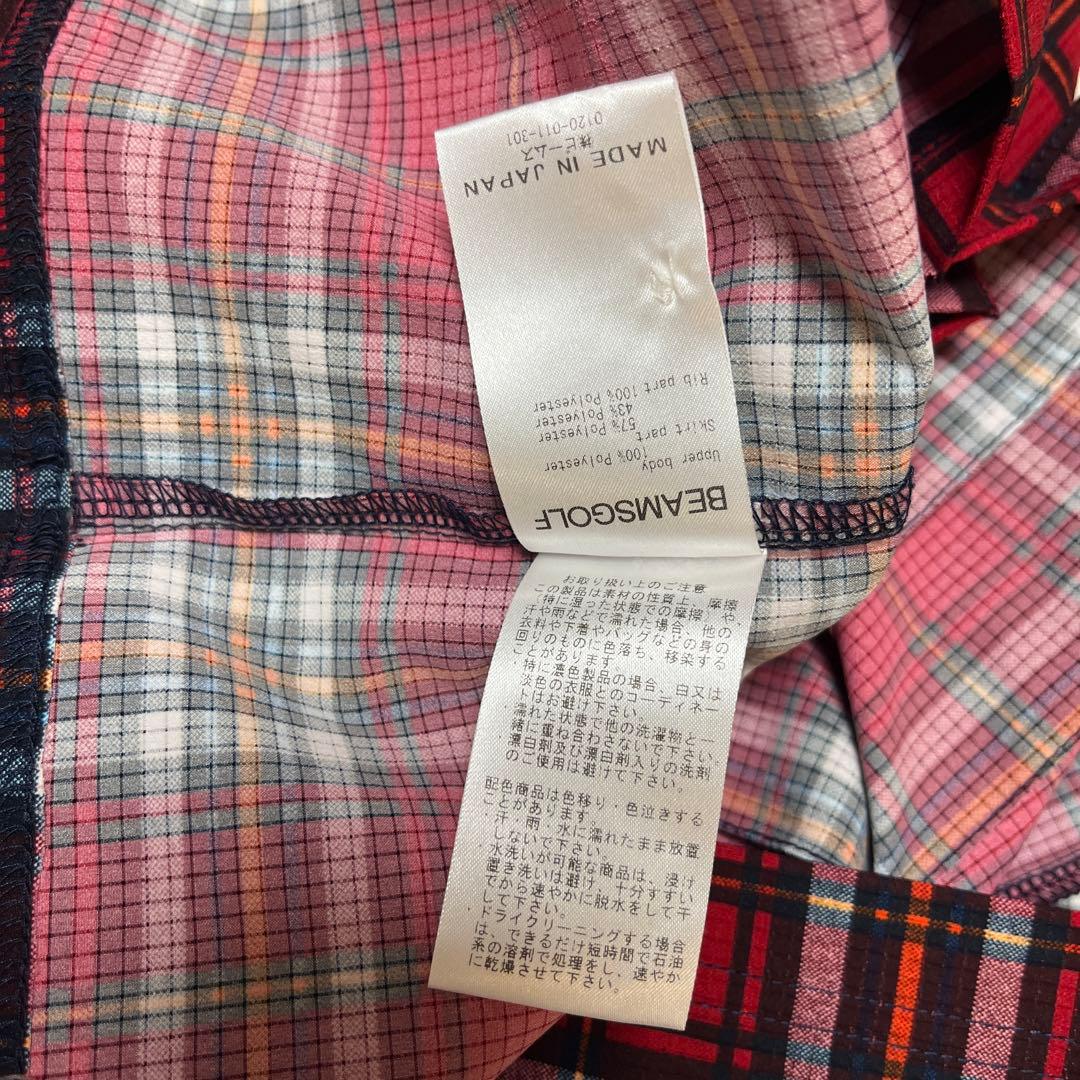 BEAMSGOLF
Upper body
100% Polyester
Skirt part
57% Polyester
43% Polyester
Rib part 100% Polyester
MADE IN JAPAN
株ビームス
0120-011-301
お取り扱い上のご注意
この製品は素材の性質上、摩擦
(特に湿った状態での摩擦)や
汗や雨などで濡れた場合、他の
衣料や下着やバッグなどの身の
回りのものに色落ち、移染する
ことがあります。
・特に濃色製品の場合、白又は
淡色の衣服とのコーディネー
トはお避け下さい。
・濡れた状態で他の洗濯物と一
緒に重ね合わさないで下さい。
・漂白剤及び漂白剤入りの洗剤
のご使用は避けて下さい。
配色商品は色移り・色泣きする
ことがあります。
・汗・雨・水に濡れたまま放置
しないで下さい。
・水洗いが可能な商品は、浸け
置き洗いは避け、十分すすい
でから速やかに脱水をして干
して下さい。
・ドライクリーニングする場合
は、できるだけ短時間で石油
系の溶剤で処理をし、速やか
に乾燥させて下さい。